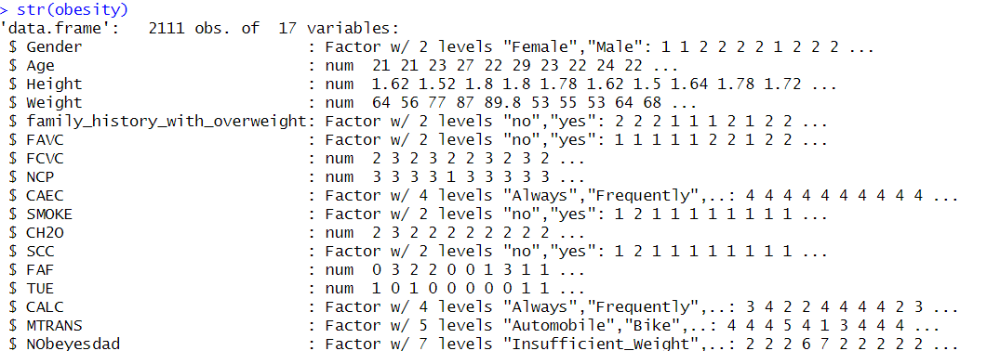 > str(obesity)
'data.frame':   2111 obs. of  17 variables:
 $ Gender                        : Factor w/ 2 levels "Female","Male": 1 1 2 2 2 2 1 2 2 2 ...
 $ Age                           : num  21 21 23 27 22 29 23 22 24 22 ...
 $ Height                        : num  1.62 1.52 1.8 1.8 1.78 1.62 1.5 1.64 1.78 1.72 ...
 $ Weight                        : num  64 56 77 87 89.8 53 55 53 64 68 ...
 $ family_history_with_overweight: Factor w/ 2 levels "no","yes": 2 2 2 1 1 1 2 1 2 2 ...
 $ FAVC                          : Factor w/ 2 levels "no","yes": 1 1 1 1 1 2 2 1 2 2 ...
 $ FCVC                          : num  2 3 2 3 2 2 3 2 3 2 ...
 $ NCP                           : num  3 3 3 3 1 3 3 3 3 3 ...
 $ CAEC                          : Factor w/ 4 levels "Always","Frequently",..: 4 4 4 4 4 4 4 4 4 4 ...
 $ SMOKE                         : Factor w/ 2 levels "no","yes": 1 2 1 1 1 1 1 1 1 1 ...
 $ CH2O                          : num  2 3 2 2 2 2 2 2 2 2 ...
 $ SCC                           : Factor w/ 2 levels "no","yes": 1 2 1 1 1 1 1 1 1 1 ...
 $ FAF                           : num  0 3 2 2 0 0 1 3 1 1 ...
 $ TUE                           : num  1 0 1 0 0 0 0 0 1 1 ...
 $ CALC                          : Factor w/ 4 levels "Always","Frequently",..: 3 4 2 2 4 4 4 4 2 3 ...
 $ MTRANS                        : Factor w/ 5 levels "Automobile","Bike",..: 4 4 4 5 4 1 3 4 4 4 ...
 $ NObeyesdad                    : Factor w/ 7 levels "Insufficient_Weight",..: 2 2 2 6 7 2 2 2 2 2 ...